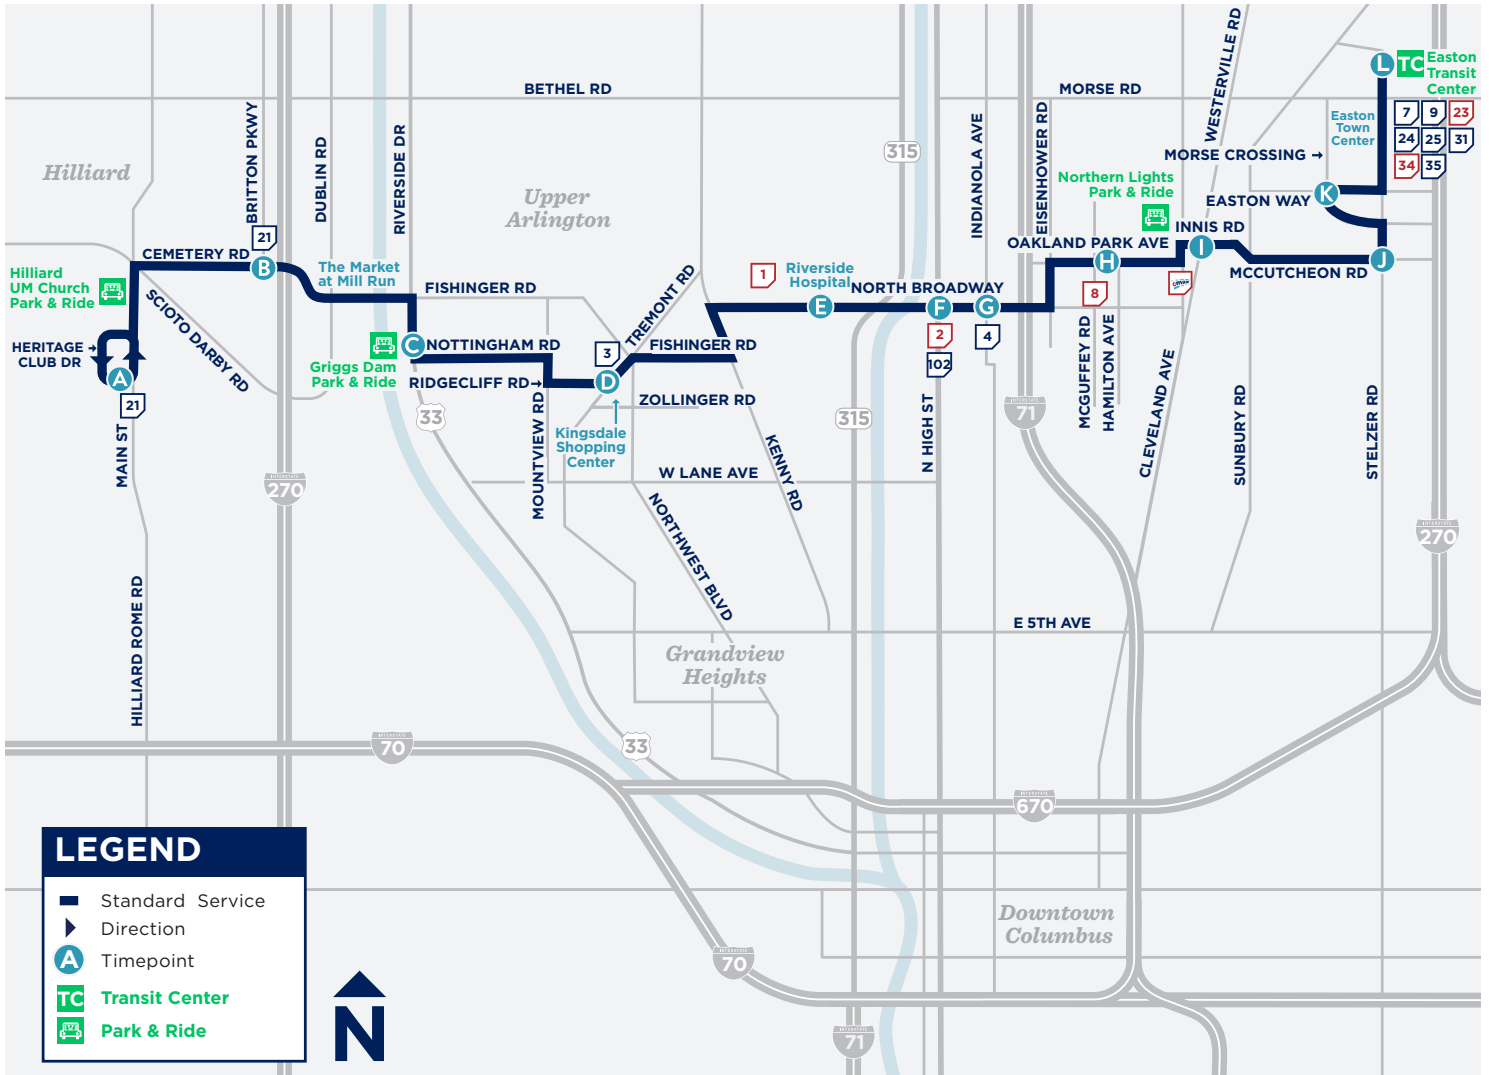 BETHEL RD
MORSE RD
WESTERVILLE RD
L
TC
Easton
Transit
Center
7
9
23
24
25
31
34
35
Easton
Town
Center
MORSE CROSSING
K
EASTON WAY
BRITTON PKWY
DUBLIN RD
RIVERSIDE DR
315
INDIANOLA AVE
EISENHOWER RD
Northern Lights
Park & Ride
Hilliard
Upper
Arlington
INNIS RD
I
OAKLAND PARK AVE
H
MCCUTCHEON RD
J
21
CEMETERY RD
B
The Market
at Mill Run
Hilliard
UM Church
Park & Ride
SCIOTO DARBY RD
FISHINGER RD
TREMONT RD
1
Riverside
Hospital
E
NORTH BROADWAY
F
G
8
2
4
102
HERITAGE
CLUB DR
A
21
MAIN ST
C
NOTTINGHAM RD
3
FISHINGER RD
Griggs Dam
Park & Ride
RIDGECLIFF RD
D
ZOLLINGER RD
33
MOUNTVIEW RD
Kingsdale
Shopping
Center
KENNY RD
315
N HIGH ST
71
MCGUFFEY RD
HAMILTON AVE
CLEVELAND AVE
SUNBURY RD
STELZER RD
W LANE AVE
INTERSTATE
270
INTERSTATE
270
NORTHWEST BLVD
HILLIARD ROME RD
E 5TH AVE
Grandview
Heights
INTERSTATE
70
33
INTERSTATE
670
Downtown
Columbus
INTERSTATE
70
INTERSTATE
71
LEGEND
Standard Service
Direction
A
Timepoint
TC
Transit Center
Park & Ride
N